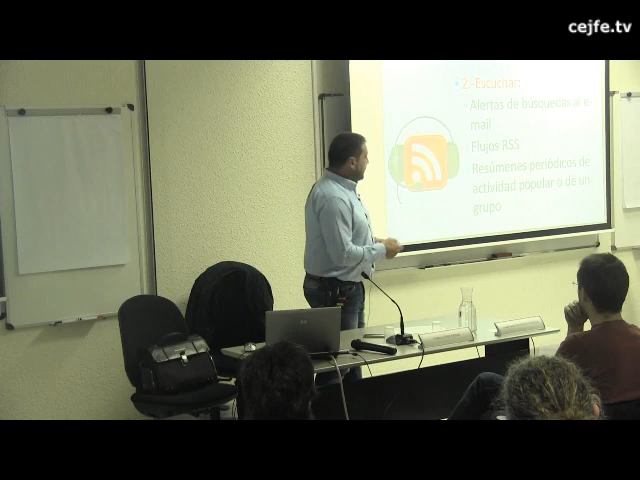 cejfe.tv
2.-Escuchar:
Alertas de búsquedas al e-
mail
Flujos RSS
Resúmenes periódicos de
actividad popular o de un
grupo